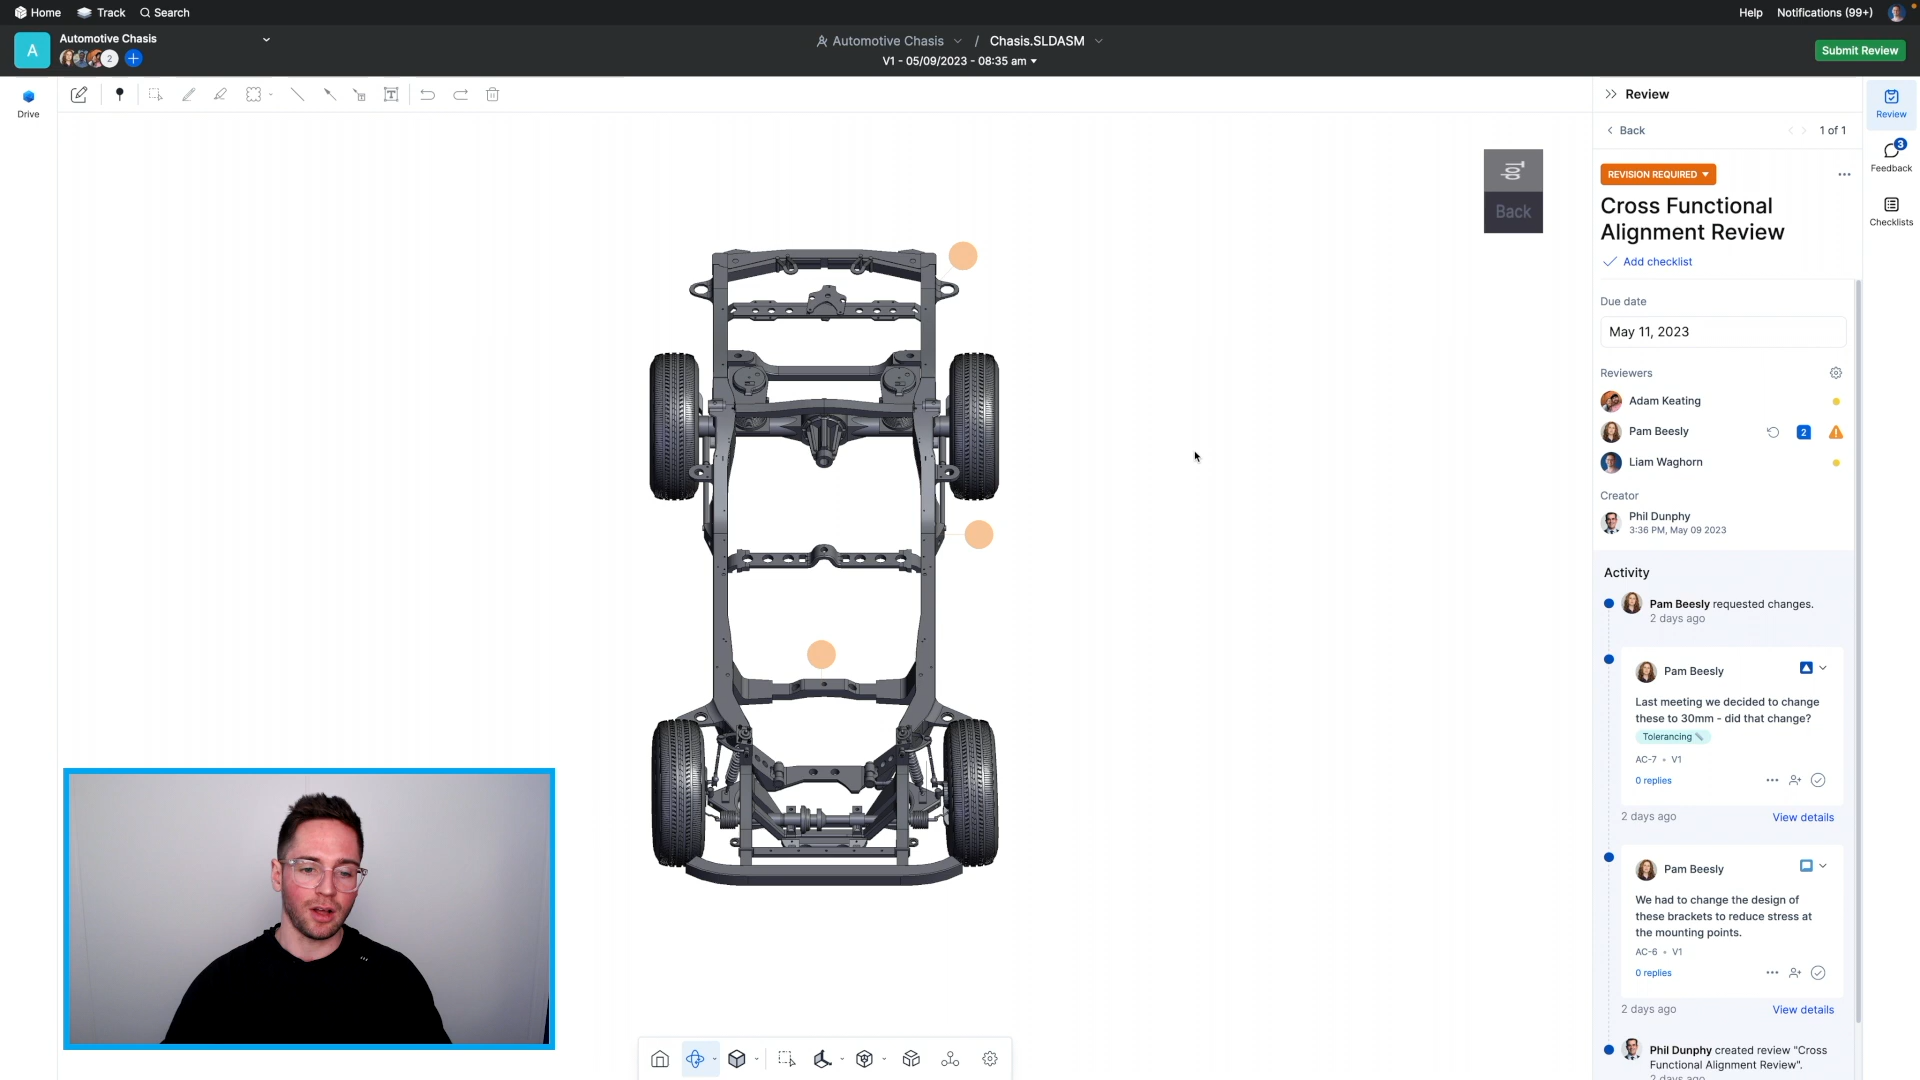 Home
Track
Search
Help
Notifications (99+)
A
Automotive Chasis
2
Automotive Chasis / Chasis.SLDASM
V1 - 05/09/2023 - 08:35 am
Submit Review
Drive
T
Top
Back
Review
Back
1 of 1
REVISION REQUIRED
Cross Functional
Alignment Review
Add checklist
Due date
May 11, 2023
Reviewers
Adam Keating
Pam Beesly
2
Liam Waghorn
Creator
Phil Dunphy
3:36 PM, May 09 2023
Activity
Pam Beesly requested changes.
2 days ago
Pam Beesly
Last meeting we decided to change
these to 30mm - did that change?
Tolerancing
AC-7 • V1
0 replies
2 days ago
View details
Pam Beesly
We had to change the design of
these brackets to reduce stress at
the mounting points.
AC-6 • V1
0 replies
2 days ago
View details
Phil Dunphy created review "Cross
Functional Alignment Review".
2 days ago
Review
3
Feedback
Checklists